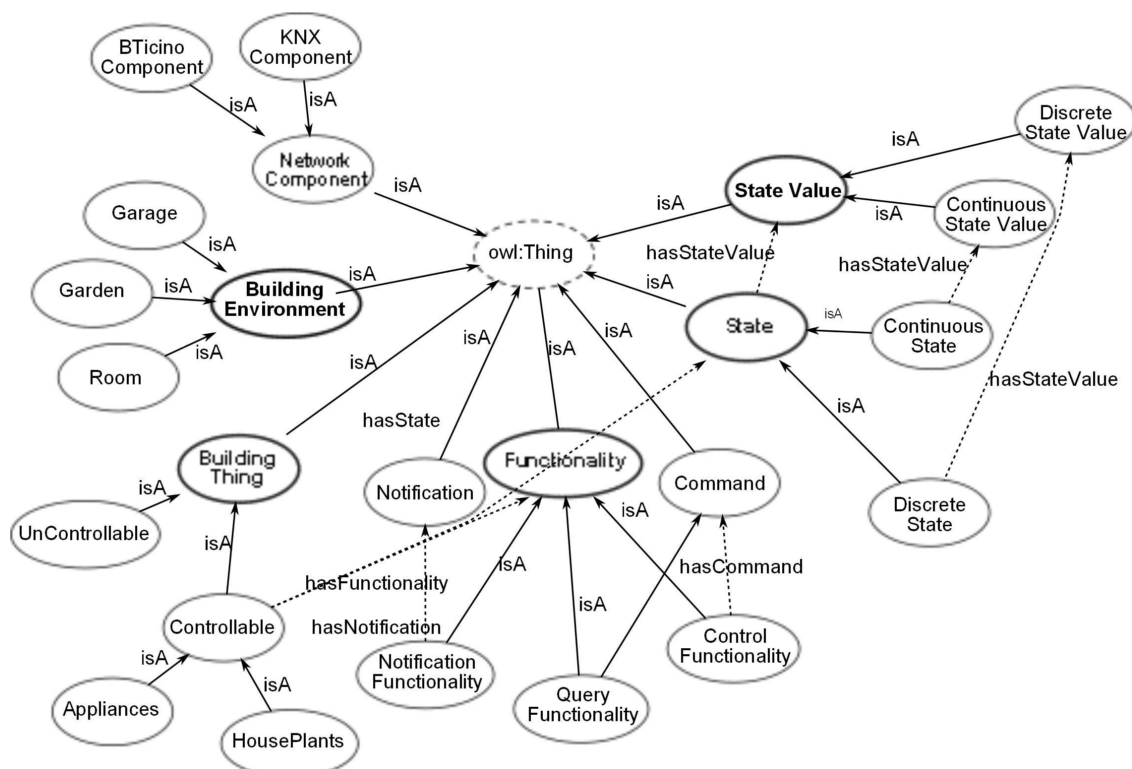 BTicino
Component
KNX
Component
isA
isA
Network
Component
isA
Discrete
State Value
isA
State Value
isA
Continuous
State Value
isA
Garage
isA
owl:Thing
hasStateValue
hasStateValue
Garden
isA
Building
Environment
isA
isA
State
isA
Continuous
State
Room
isA
isA
isA
isA
hasStateValue
hasState
isA
isA
Building
Thing
Functionality
Notification
Command
UnControllable
isA
isA
Discrete
State
isA
hasFunctionality
isA
hasCommand
Controllable
hasNotification
isA
Control
Functionality
isA
Notification
Functionality
Query
Functionality
Appliances
isA
HousePlants